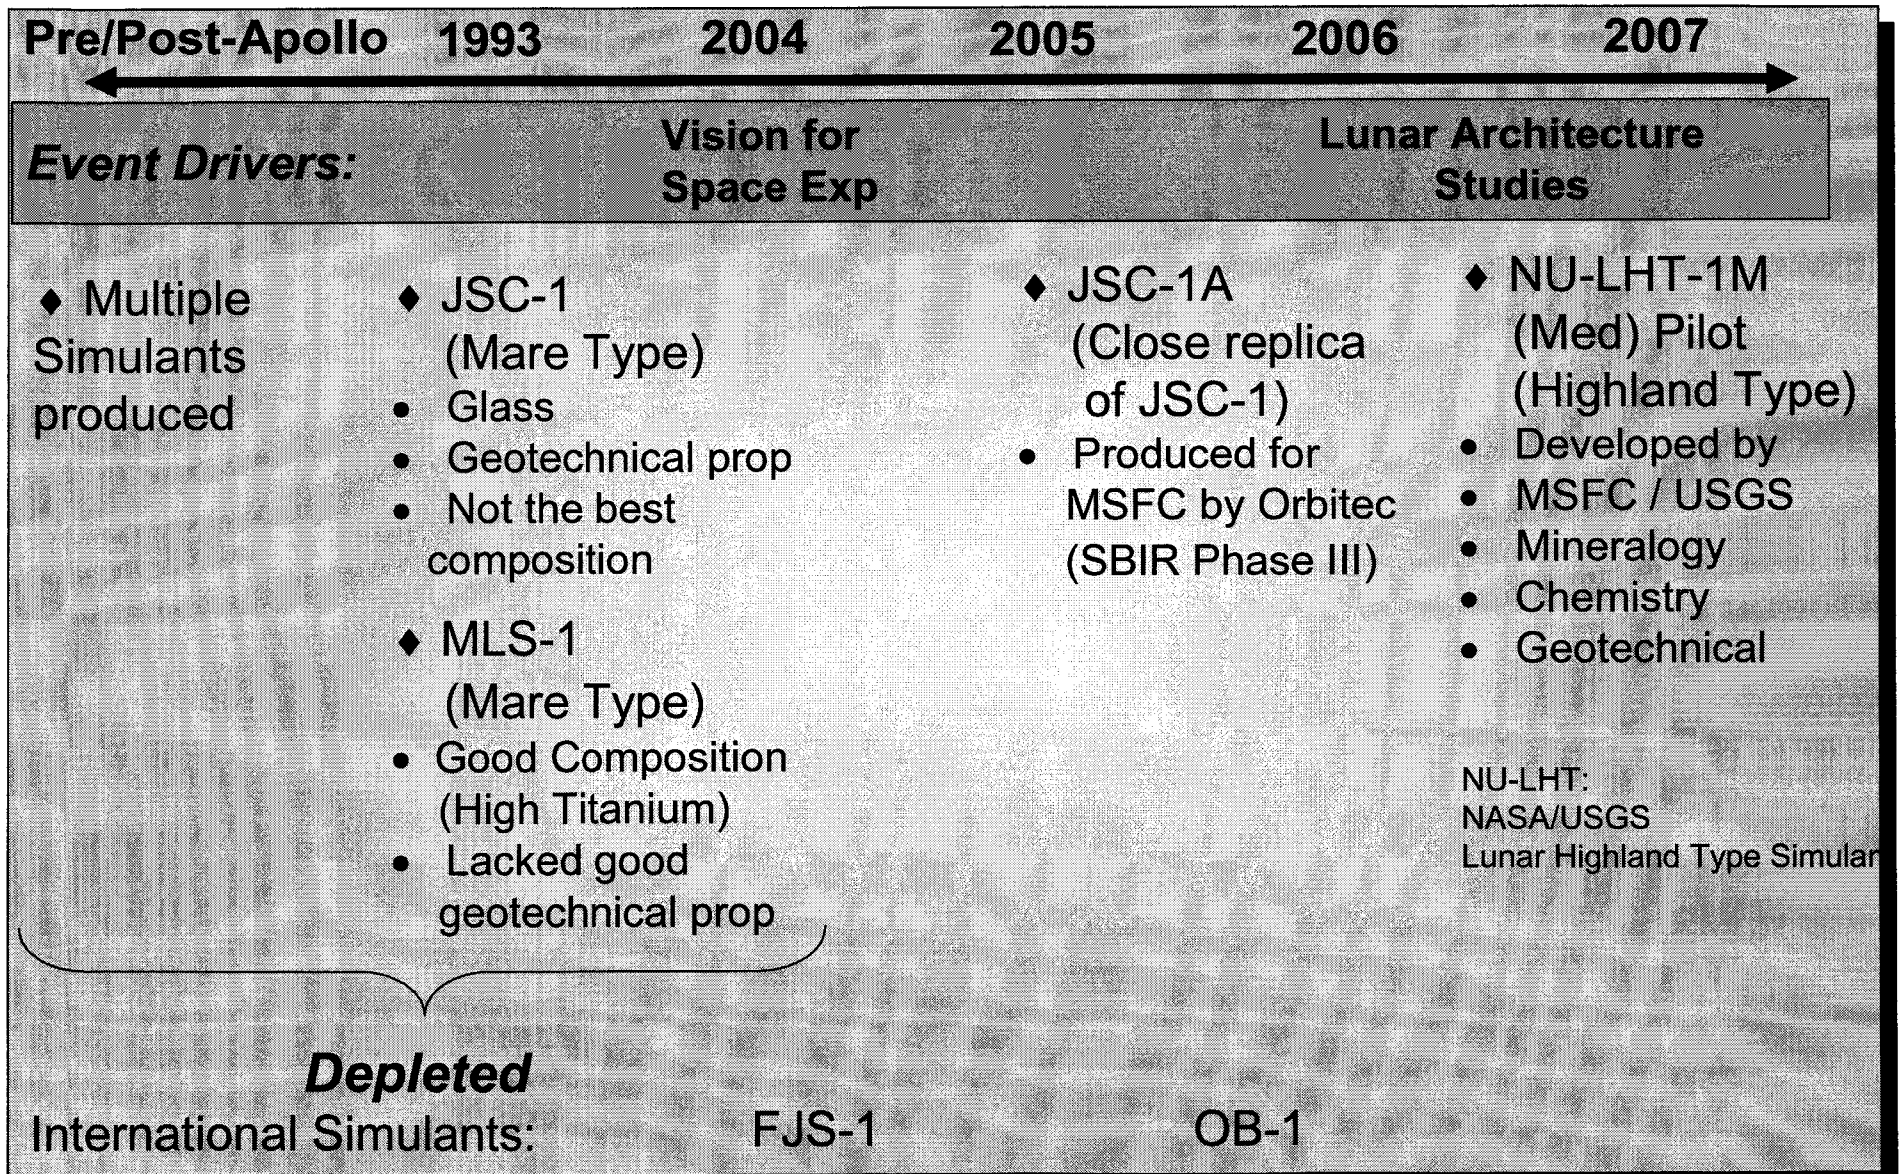 Pre/Post-Apollo 1993 2004 2005 2006 2007
Event Drivers:
Vision for
Space Exp
Lunar Architecture
Studies
♦ Multiple
Simulants
produced
♦ JSC-1
(Mare Type)
• Glass
• Geotechnical prop
• Not the best
composition
♦ MLS-1
(Mare Type)
• Good Composition
(High Titanium)
• Lacked good
geotechnical prop
♦ JSC-1A
(Close replica
of JSC-1)
• Produced for
MSFC by Orbitec
(SBIR Phase III)
♦ NU-LHT-1M
(Med) Pilot
(Highland Type)
• Developed by
• MSFC / USGS
• Mineralogy
• Chemistry
• Geotechnical
NU-LHT:
NASA/USGS
Lunar Highland Type Simular
Depleted
International Simulants: FJS-1 OB-1